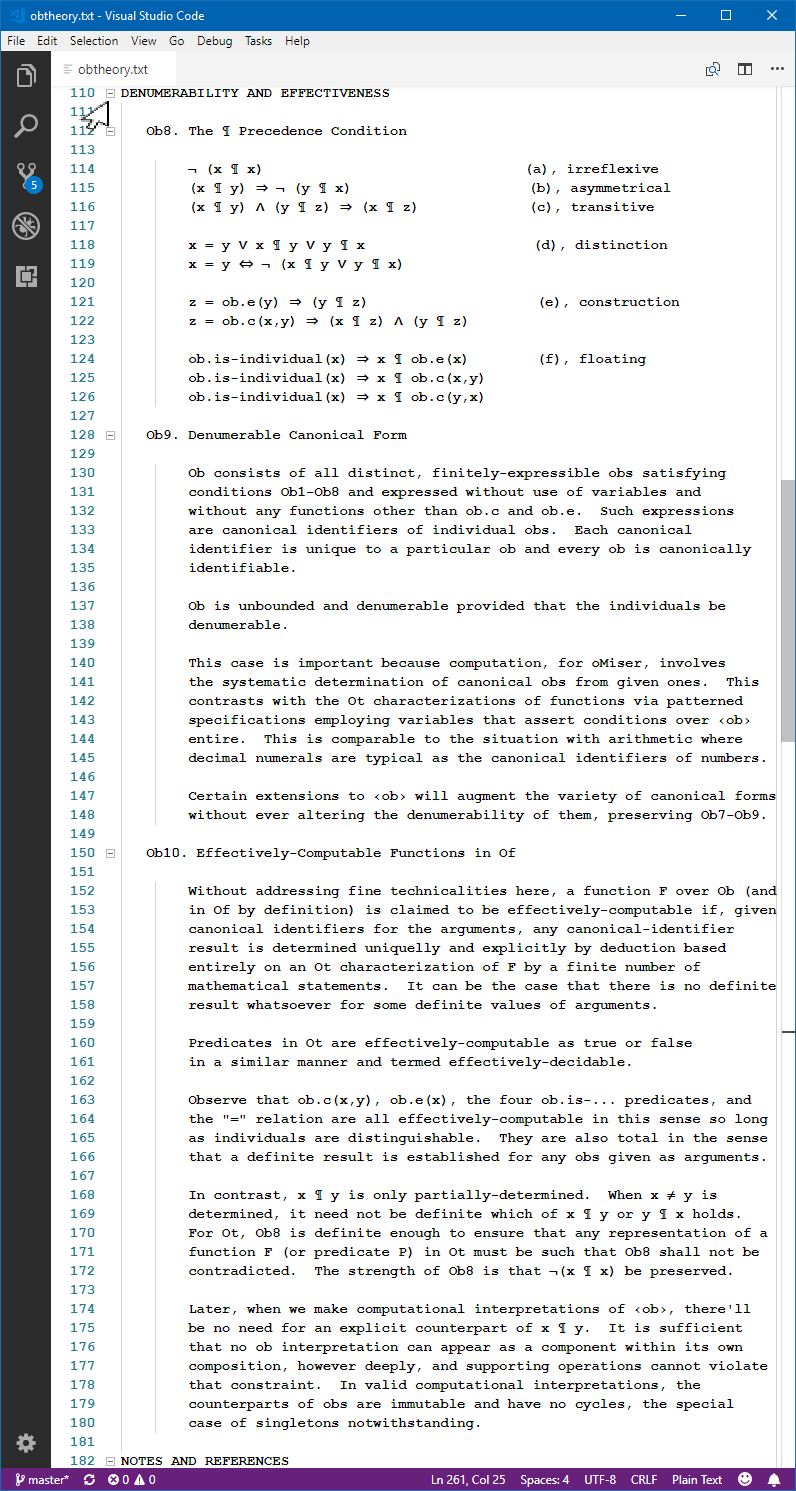 obtheory.txt - Visual Studio Code
File Edit Selection View Go Debug Tasks Help
obtheory.txt
110 DENUMERABILITY AND EFFECTIVENESS
111
112 Ob8. The ¶ Precedence Condition
113
114 ¬ (x ¶ x) (a), irreflexive
115 (x ¶ y) ⇒ ¬ (y ¶ x) (b), asymmetrical
116 (x ¶ y) Λ (y ¶ z) ⇒ (x ¶ z) (c), transitive
117
118 x = y V x ¶ y V y ¶ x (d), distinction
119 x = y ⇔ ¬ (x ¶ y V y ¶ x)
120
121 z = ob.e(y) ⇒ (y ¶ z) (e), construction
122 z = ob.c(x,y) ⇒ (x ¶ z) Λ (y ¶ z)
123
124 ob.is-individual(x) ⇒ x ¶ ob.e(x) (f), floating
125 ob.is-individual(x) ⇒ x ¶ ob.c(x,y)
126 ob.is-individual(x) ⇒ x ¶ ob.c(y,x)
127
128 Ob9. Denumerable Canonical Form
129
130 Ob consists of all distinct, finitely-expressible obs satisfying
131 conditions Ob1-Ob8 and expressed without use of variables and
132 without any functions other than ob.c and ob.e. Such expressions
133 are canonical identifiers of individual obs. Each canonical
134 identifier is unique to a particular ob and every ob is canonically
135 identifiable.
136
137 Ob is unbounded and denumerable provided that the individuals be
138 denumerable.
139
140 This case is important because computation, for oMiser, involves
141 the systematic determination of canonical obs from given ones. This
142 contrasts with the Ot characterizations of functions via patterned
143 specifications employing variables that assert conditions over ‹ob›
144 entire. This is comparable to the situation with arithmetic where
145 decimal numerals are typical as the canonical identifiers of numbers.
146
147 Certain extensions to ‹ob› will augment the variety of canonical forms
148 without ever altering the denumerability of them, preserving Ob7-Ob9.
149
150 Ob10. Effectively-Computable Functions in Of
151
152 Without addressing fine technicalities here, a function F over Ob (and
153 in Of by definition) is claimed to be effectively-computable if, given
154 canonical identifiers for the arguments, any canonical-identifier
155 result is determined uniquelly and explicitly by deduction based
156 entirely on an Ot characterization of F by a finite number of
157 mathematical statements. It can be the case that there is no definite
158 result whatsoever for some definite values of arguments.
159
160 Predicates in Ot are effectively-computable as true or false
161 in a similar manner and termed effectively-decidable.
162
163 Observe that ob.c(x,y), ob.e(x), the four ob.is-... predicates, and
164 the "=" relation are all effectively-computable in this sense so long
165 as individuals are distinguishable. They are also total in the sense
166 that a definite result is established for any obs given as arguments.
167
168 In contrast, x ¶ y is only partially-determined. When x ≠ y is
169 determined, it need not be definite which of x ¶ y or y ¶ x holds.
170 For Ot, Ob8 is definite enough to ensure that any representation of a
171 function F (or predicate P) in Ot must be such that Ob8 shall not be
172 contradicted. The strength of Ob8 is that ¬(x ¶ x) be preserved.
173
174 Later, when we make computational interpretations of ‹ob›, there'll
175 be no need for an explicit counterpart of x ¶ y. It is sufficient
176 that no ob interpretation can appear as a component within its own
177 composition, however deeply, and supporting operations cannot violate
178 that constraint. In valid computational interpretations, the
179 counterparts of obs are immutable and have no cycles, the special
180 case of singletons notwithstanding.
181
182 NOTES AND REFERENCES
5
master* 0 0 Ln 261, Col 25 Spaces: 4 UTF-8 CRLF Plain Text